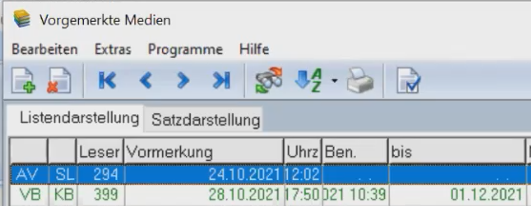 Vorgemerkte Medien
Bearbeiten Extras Programme Hilfe
A
Z
Listendarstellung Satzdarstellung
Leser Vormerkung Uhrz Ben. bis
AV SL 294 24.10.2021 12:02 . . . .
VB KB 399 28.10.2021 17:50 021 10:39 01.12.2021